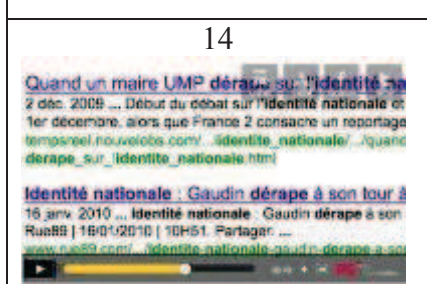 14
Quand un maire UMP dérape sur l'identité na
2 déc. 2009 ... Début du débat sur l'identité nationale et
1er décembre, alors que France 2 consacre un reportage
tempsreel.nouvelobs.com/...identite_nationale/.../quand
derape_sur_lidentite_nationale.html
Identité nationale : Gaudin dérape à son tour à
16 janv. 2010 ... Identité nationale : Gaudin dérape à son
Rue89 | 16/01/2010 | 10H51. Partager: ...
www.rue89.com/.../identite-nationale-gaudin-derape-a-son